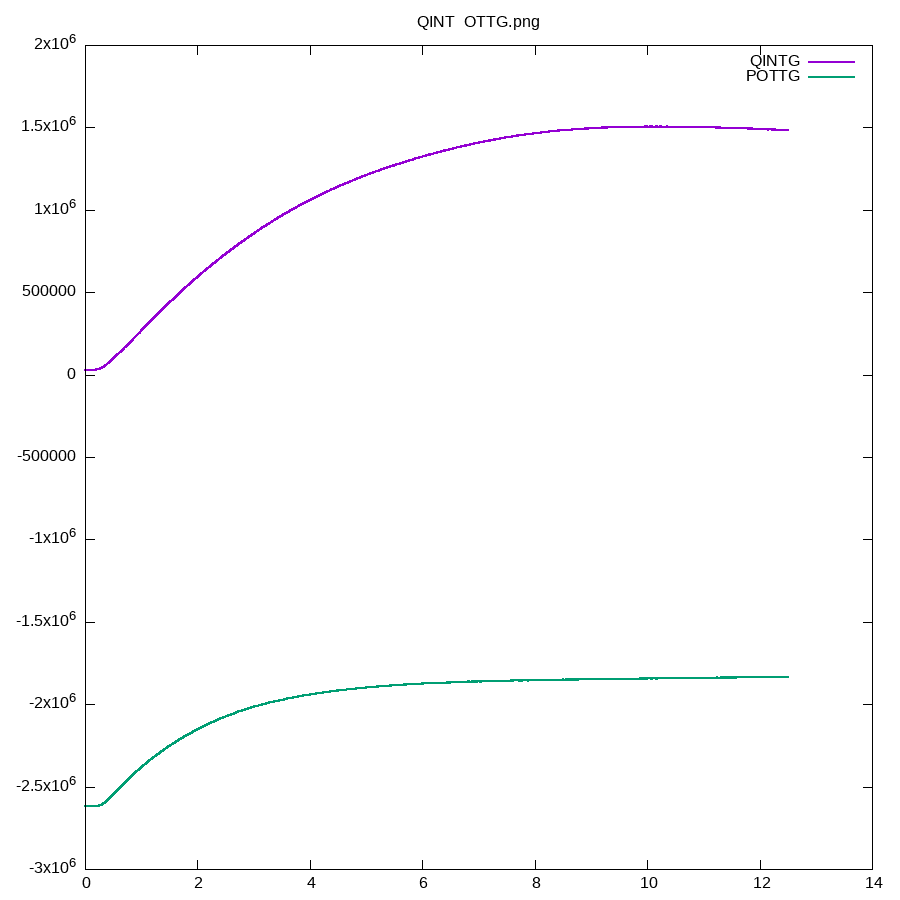 QINT  OTTG.png
2x10^6
1.5x10^6
1x10^6
500000
0
-500000
-1x10^6
-1.5x10^6
-2x10^6
-2.5x10^6
-3x10^6
QINTG
POTTG
0 2 4 6 8 10 12 14